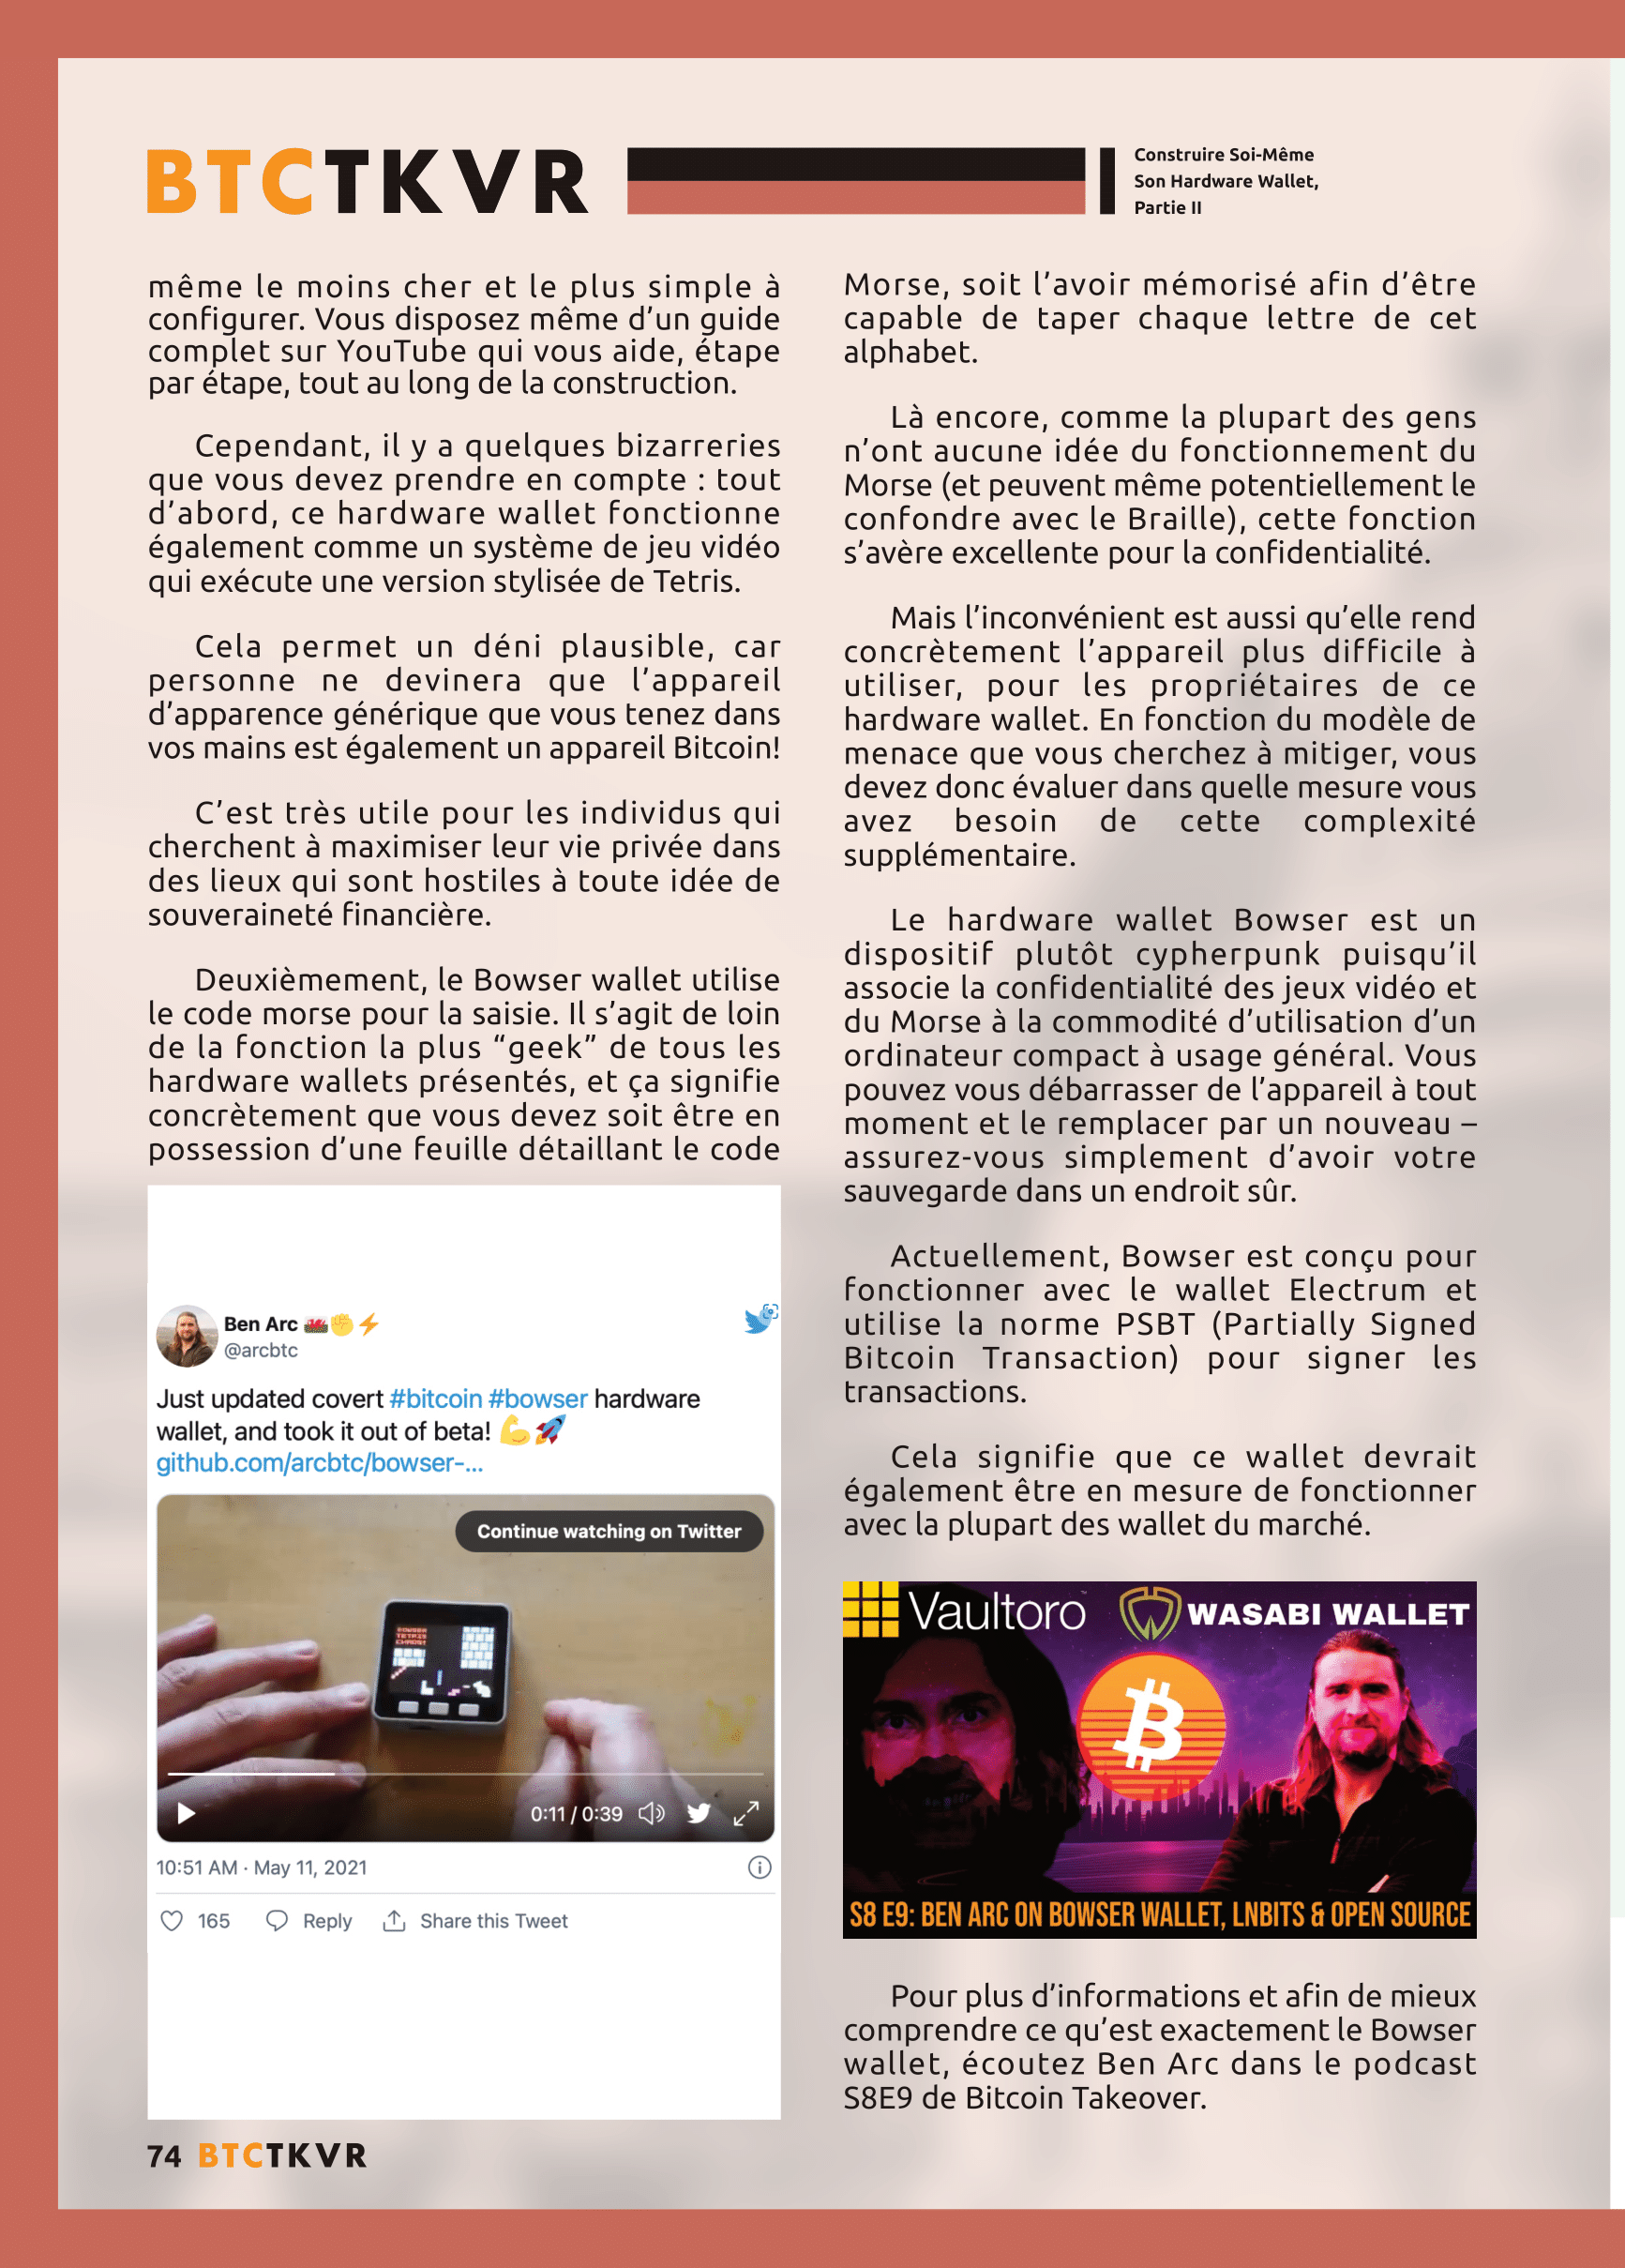 BTCTKVR
Construire Soi-Même
Son Hardware Wallet,
Partie II
même le moins cher et le plus simple à
configurer. Vous disposez même d’un guide
complet sur YouTube qui vous aide, étape
par étape, tout au long de la construction.
Cependant, il y a quelques bizarreries
que vous devez prendre en compte : tout
d’abord, ce hardware wallet fonctionne
également comme un système de jeu vidéo
qui exécute une version stylisée de Tetris.
Cela permet un déni plausible, car
personne ne devinera que l’appareil
d’apparence générique que vous tenez dans
vos mains est également un appareil Bitcoin!
C’est très utile pour les individus qui
cherchent à maximiser leur vie privée dans
des lieux qui sont hostiles à toute idée de
souveraineté financière.
Deuxièmement, le Bowser wallet utilise
le code morse pour la saisie. Il s’agit de loin
de la fonction la plus “geek” de tous les
hardware wallets présentés, et ça signifie
concrètement que vous devez soit être en
possession d’une feuille détaillant le code
Ben Arc
@arcbtc
Just updated covert #bitcoin #bowser hardware
wallet, and took it out of beta! 💪🚀
github.com/arcbtc/bowser-...
Continue watching on Twitter
BOWSER
TETRIS
0:11 / 0:39
10:51 AM · May 11, 2021
165 Reply Share this Tweet
Morse, soit l’avoir mémorisé afin d’être
capable de taper chaque lettre de cet
alphabet.
Là encore, comme la plupart des gens
n’ont aucune idée du fonctionnement du
Morse (et peuvent même potentiellement le
confondre avec le Braille), cette fonction
s’avère excellente pour la confidentialité.
Mais l’inconvénient est aussi qu’elle rend
concrètement l’appareil plus difficile à
utiliser, pour les propriétaires de ce
hardware wallet. En fonction du modèle de
menace que vous cherchez à mitiger, vous
devez donc évaluer dans quelle mesure vous
avez besoin de cette complexité
supplémentaire.
Le hardware wallet Bowser est un
dispositif plutôt cypherpunk puisqu’il
associe la confidentialité des jeux vidéo et
du Morse à la commodité d’utilisation d’un
ordinateur compact à usage général. Vous
pouvez vous débarrasser de l’appareil à tout
moment et le remplacer par un nouveau –
assurez-vous simplement d’avoir votre
sauvegarde dans un endroit sûr.
Actuellement, Bowser est conçu pour
fonctionner avec le wallet Electrum et
utilise la norme PSBT (Partially Signed
Bitcoin Transaction) pour signer les
transactions.
Cela signifie que ce wallet devrait
également être en mesure de fonctionner
avec la plupart des wallet du marché.
Vaultoro WASABI WALLET
S8 E9: BEN ARC ON BOWSER WALLET, LNBITS & OPEN SOURCE
Pour plus d’informations et afin de mieux
comprendre ce qu’est exactement le Bowser
wallet, écoutez Ben Arc dans le podcast
S8E9 de Bitcoin Takeover.
74 BTCTKVR